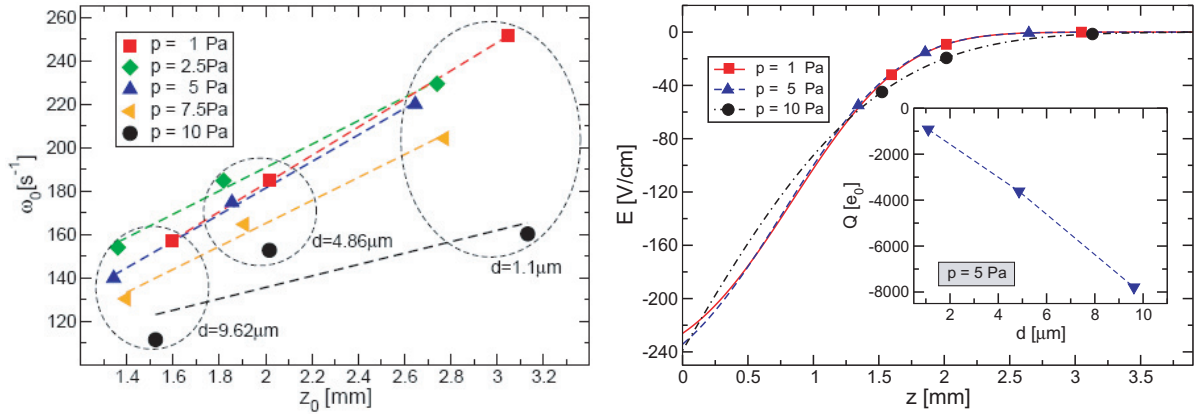 260
240
220
200
180
160
140
120
ω₀[s⁻¹]
p = 1 Pa
p = 2.5Pa
p = 5 Pa
p = 7.5Pa
p = 10 Pa
d=4.86μm
d=1.1μm
d=9.62μm
1.4 1.6 1.8 2 2.2 2.4 2.6 2.8 3 3.2
z₀ [mm]
0
-40
-80
-120
-160
-200
-240
E [V/cm]
p = 1 Pa
p = 5 Pa
p = 10 Pa
0
-2000
-4000
-6000
-8000
Q [e₀]
p = 5 Pa
2 4 6 8 10
d [μm]
0 0.5 1 1.5 2 2.5 3 3.5
z [mm]